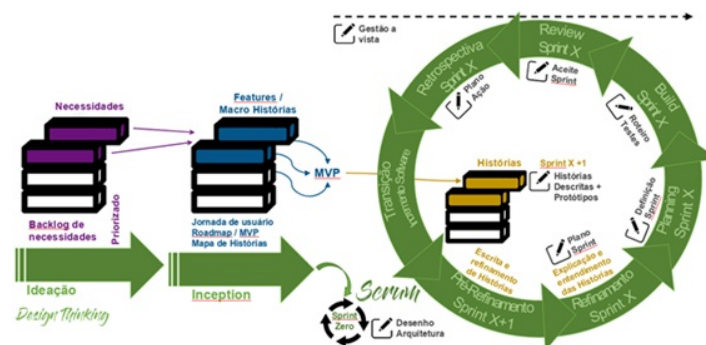 Gestão a
vista
Necessidades
Backlog de
necessidades
Priorizado
Ideação
Design Thinking
Features /
Macro Histórias
MVP
Jornada de usuário
Roadmap / MVP
Mapa de Histórias
Inception
Scrum
Sprint
Zero
Desenho
Arquitetura
Histórias
Sprint X +1
Histórias
Descritas +
Protótipos
Escrita e
refinamento
de Histórias
Explicação e
entendimento
das Histórias
Plano
Sprint
Definição
Sprint
Roteiro
Testes
Aceite
Sprint
Plano
Ação
Transição
Incremento Software
Retrospectiva
Sprint X
Review
Sprint X
Build
Sprint X
Planning
Sprint X
Refinamento
Sprint X
Pré-Refinamento
Sprint X+1